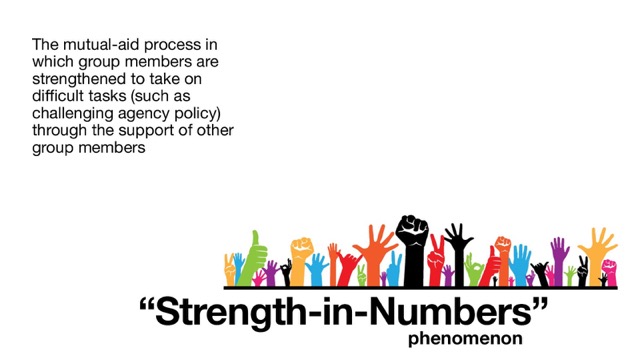 The mutual-aid process in
which group members are
strengthened to take on
difficult tasks (such as
challenging agency policy)
through the support of other
group members
“Strength-in-Numbers”
phenomenon